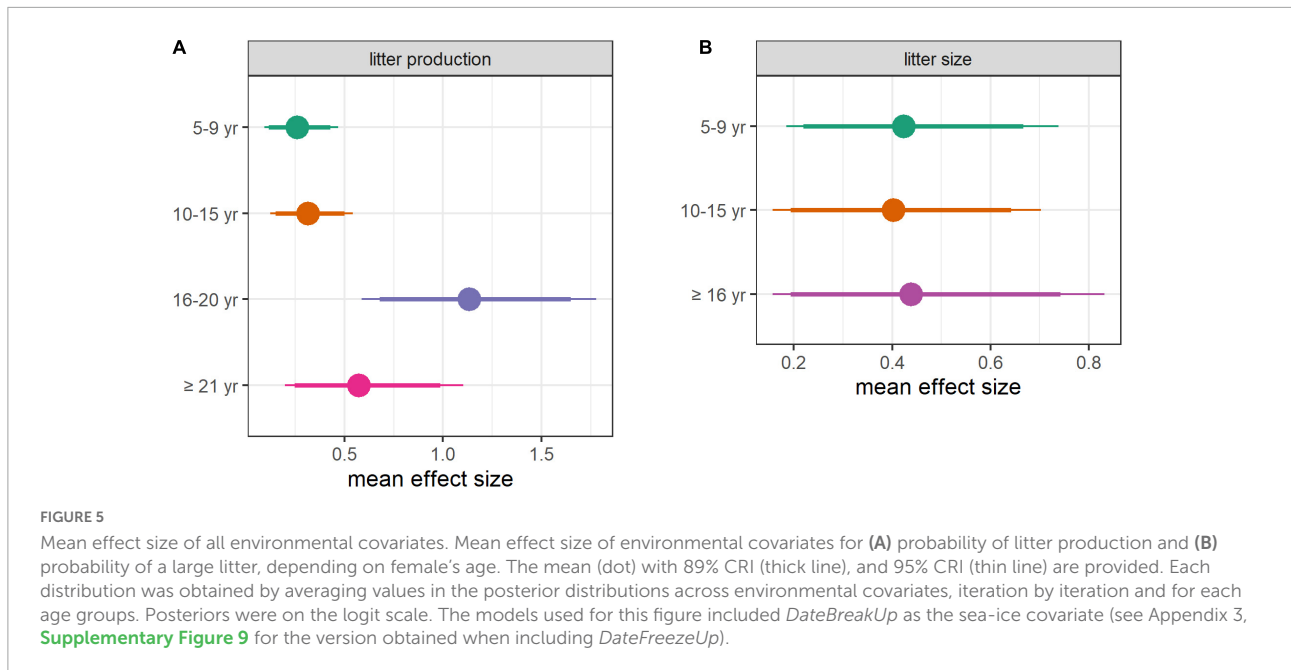 A
litter production
5-9 yr
10-15 yr
16-20 yr
≥ 21 yr
0.5 1.0 1.5
mean effect size
B
litter size
5-9 yr
10-15 yr
≥ 16 yr
0.2 0.4 0.6 0.8
mean effect size
FIGURE 5
Mean effect size of all environmental covariates. Mean effect size of environmental covariates for (A) probability of litter production and (B)
probability of a large litter, depending on female's age. The mean (dot) with 89% CRI (thick line), and 95% CRI (thin line) are provided. Each
distribution was obtained by averaging values in the posterior distributions across environmental covariates, iteration by iteration and for each
age groups. Posteriors were on the logit scale. The models used for this figure included DateBreakUp as the sea-ice covariate (see Appendix 3,
Supplementary Figure 9 for the version obtained when including DateFreezeUp).